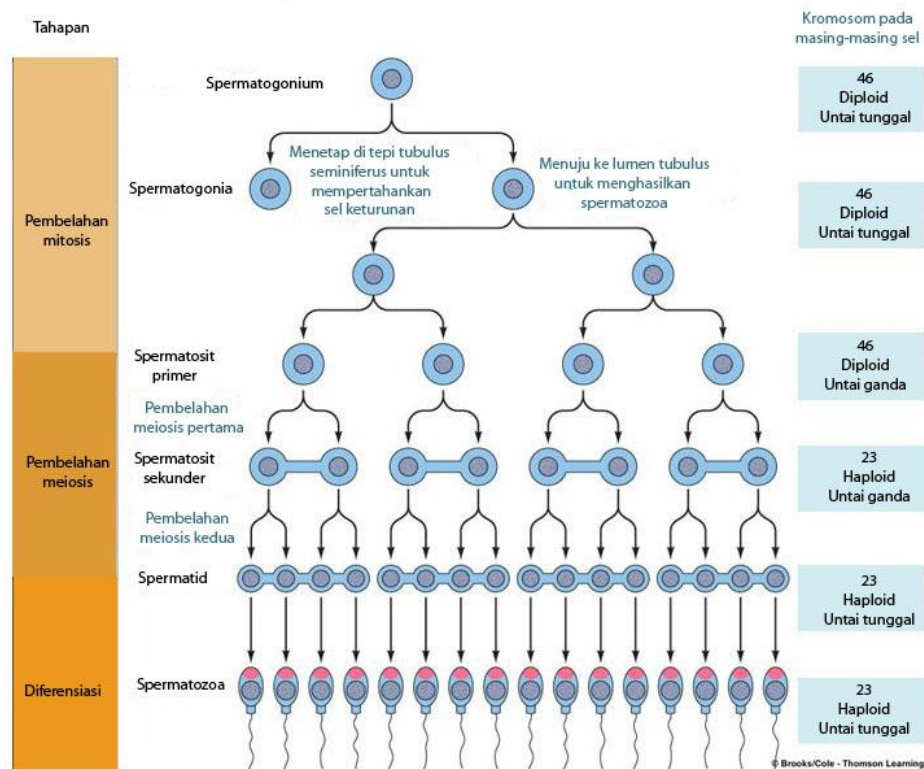 Tahapan
Kromosom pada
masing-masing sel
Spermatogonium
46
Diploid
Untai tunggal
Menetap di tepi tubulus
seminiferus untuk
mempertahankan
sel keturunan
Menuju ke lumen tubulus
untuk menghasilkan
spermatozoa
Spermatogonia
46
Diploid
Untai tunggal
Pembelahan
mitosis
Spermatosit
primer
46
Diploid
Untai ganda
Pembelahan
meiosis pertama
Pembelahan
meiosis
Spermatosit
sekunder
23
Haploid
Untai ganda
Pembelahan
meiosis kedua
Spermatid
23
Haploid
Untai tunggal
Diferensiasi
Spermatozoa
23
Haploid
Untai tunggal
© Brooks/Cole - Thomson Learning